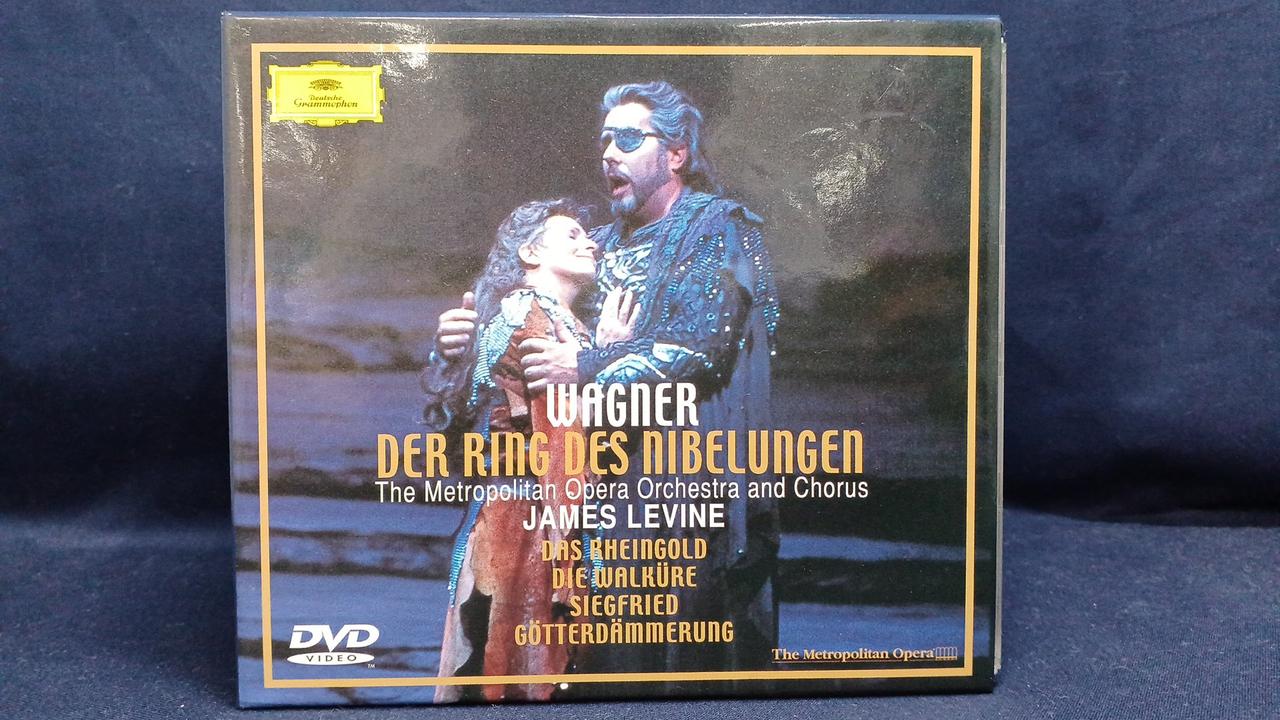 Deutsche
Grammophon
WAGNER
DER RING DES NIBELUNGEN
The Metropolitan Opera Orchestra and Chorus
JAMES LEVINE
DAS RHEINGOLD
DIE WALKÜRE
SIEGFRIED
GÖTTERDÄMMERUNG
DVD
VIDEO
TM
The Metropolitan Opera